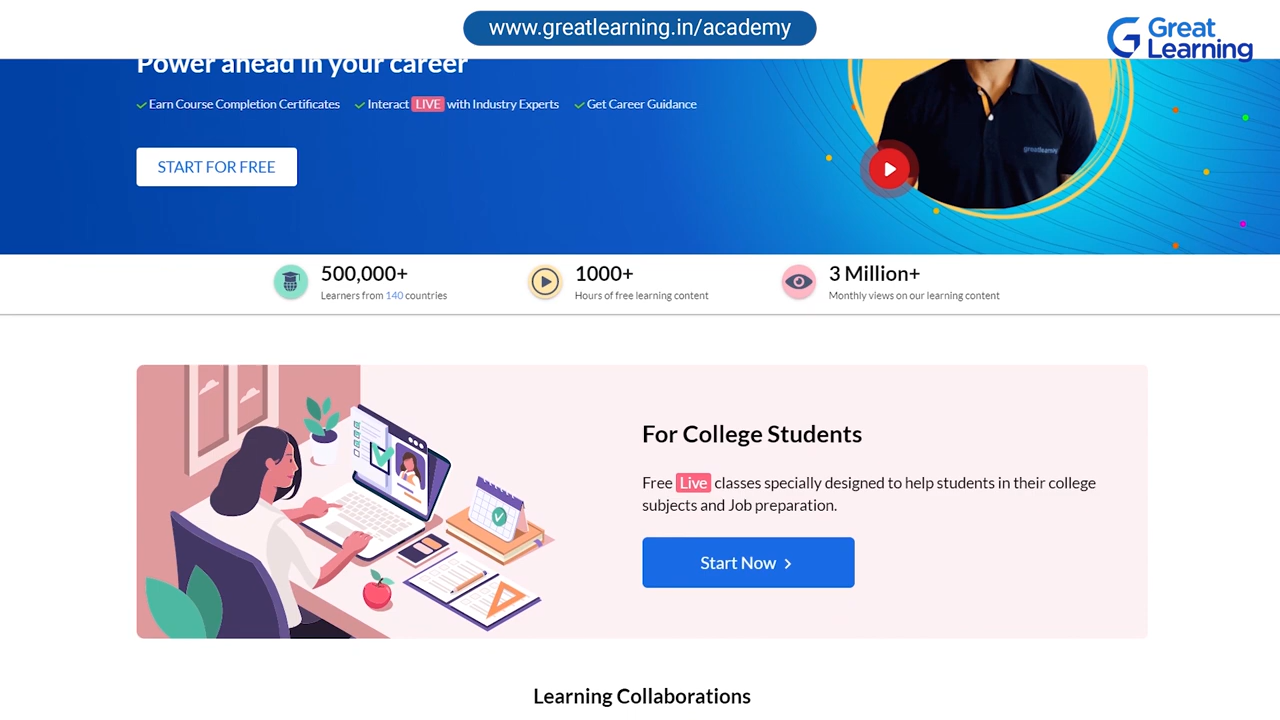 www.greatlearning.in/academy
Great
Learning
Power ahead in your career
Earn Course Completion Certificates Interact LIVE with Industry Experts Get Career Guidance
greatlearning
START FOR FREE
500,000+ 1000+ 3 Million+
Learners from 140 countries Hours of free learning content Monthly views on our learning content
For College Students
Free Live classes specially designed to help students in their college
subjects and Job preparation.
Start Now
Learning Collaborations